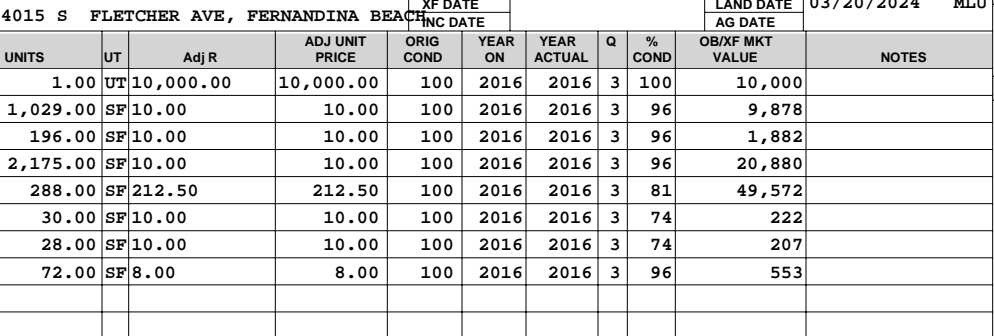 XF DATE LAND DATE 03/20/2024 MLU
4015 S FLETCHER AVE, FERNANDINA BEACH INC DATE AG DATE
UNITS UT Adj R ADJ UNIT PRICE ORIG COND YEAR ON YEAR ACTUAL Q % COND OB/XF MKT VALUE NOTES
1.00 UT 10,000.00 10,000.00 100 2016 2016 3 100 10,000
1,029.00 SF 10.00 10.00 100 2016 2016 3 96 9,878
196.00 SF 10.00 10.00 100 2016 2016 3 96 1,882
2,175.00 SF 10.00 10.00 100 2016 2016 3 96 20,880
288.00 SF 212.50 212.50 100 2016 2016 3 81 49,572
30.00 SF 10.00 10.00 100 2016 2016 3 74 222
28.00 SF 10.00 10.00 100 2016 2016 3 74 207
72.00 SF 8.00 8.00 100 2016 2016 3 96 553